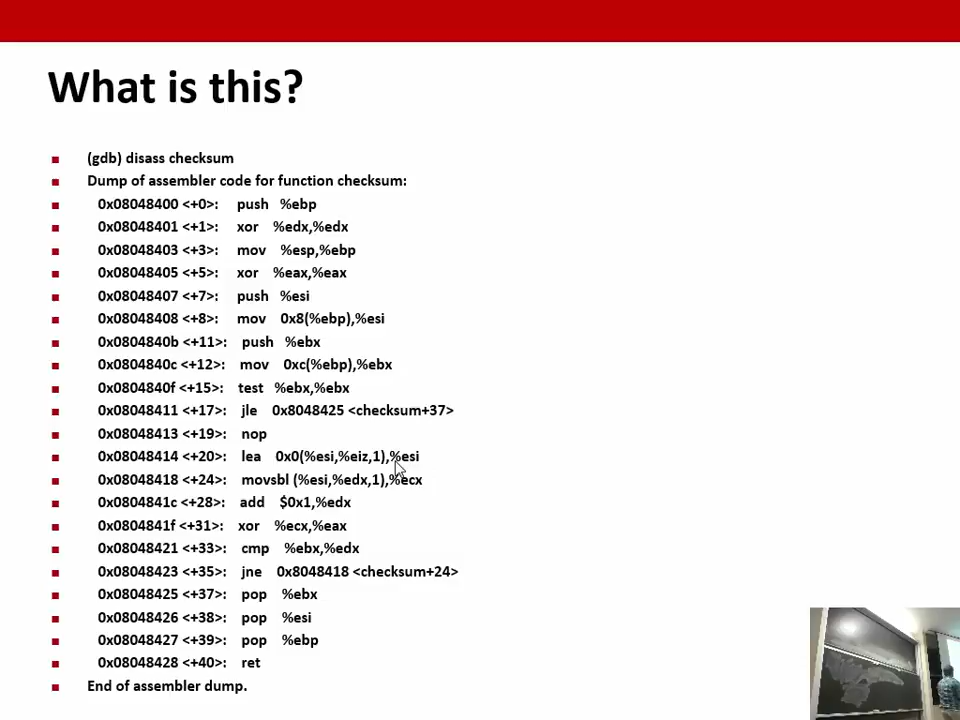 What is this?
(gdb) disass checksum
Dump of assembler code for function checksum:
0x08048400 <+0>: push %ebp
0x08048401 <+1>: xor %edx,%edx
0x08048403 <+3>: mov %esp,%ebp
0x08048405 <+5>: xor %eax,%eax
0x08048407 <+7>: push %esi
0x08048408 <+8>: mov 0x8(%ebp),%esi
0x0804840b <+11>: push %ebx
0x0804840c <+12>: mov 0xc(%ebp),%ebx
0x0804840f <+15>: test %ebx,%ebx
0x08048411 <+17>: jle 0x8048425 <checksum+37>
0x08048413 <+19>: nop
0x08048414 <+20>: lea 0x0(%esi,%eiz,1),%esi
0x08048418 <+24>: movsbl (%esi,%edx,1),%ecx
0x0804841c <+28>: add $0x1,%edx
0x0804841f <+31>: xor %ecx,%eax
0x08048421 <+33>: cmp %ebx,%edx
0x08048423 <+35>: jne 0x8048418 <checksum+24>
0x08048425 <+37>: pop %ebx
0x08048426 <+38>: pop %esi
0x08048427 <+39>: pop %ebp
0x08048428 <+40>: ret
End of assembler dump.